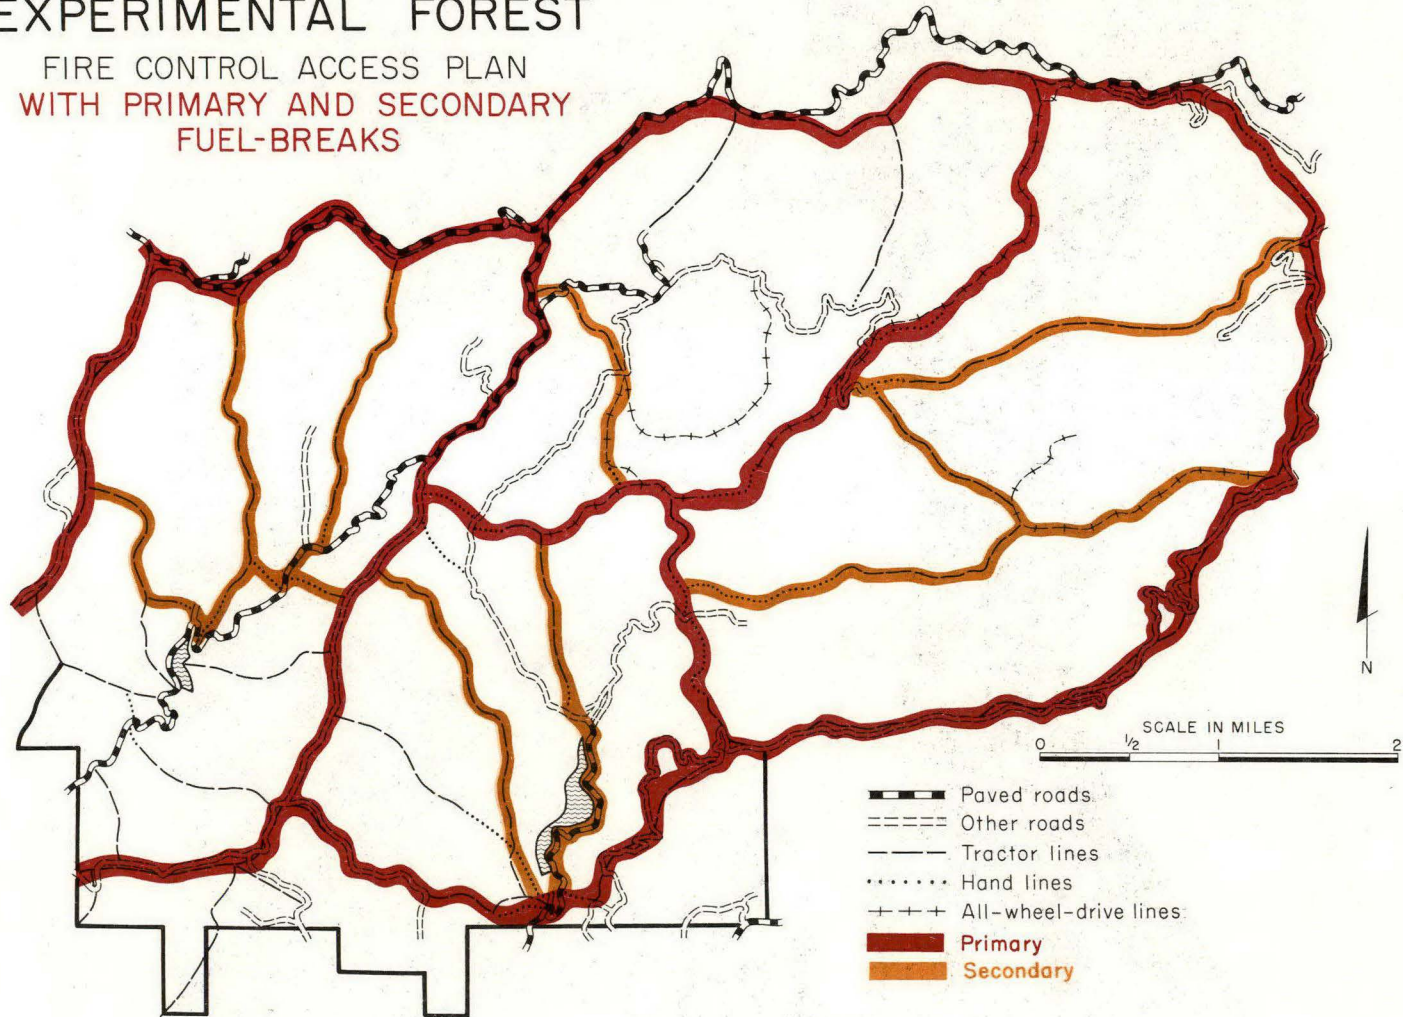 EXPERIMENTAL FOREST
FIRE CONTROL ACCESS PLAN
WITH PRIMARY AND SECONDARY
FUEL-BREAKS
N
SCALE IN MILES
0 1/2 1 2
Paved roads
Other roads
Tractor lines
Hand lines
All-wheel-drive lines
Primary
Secondary